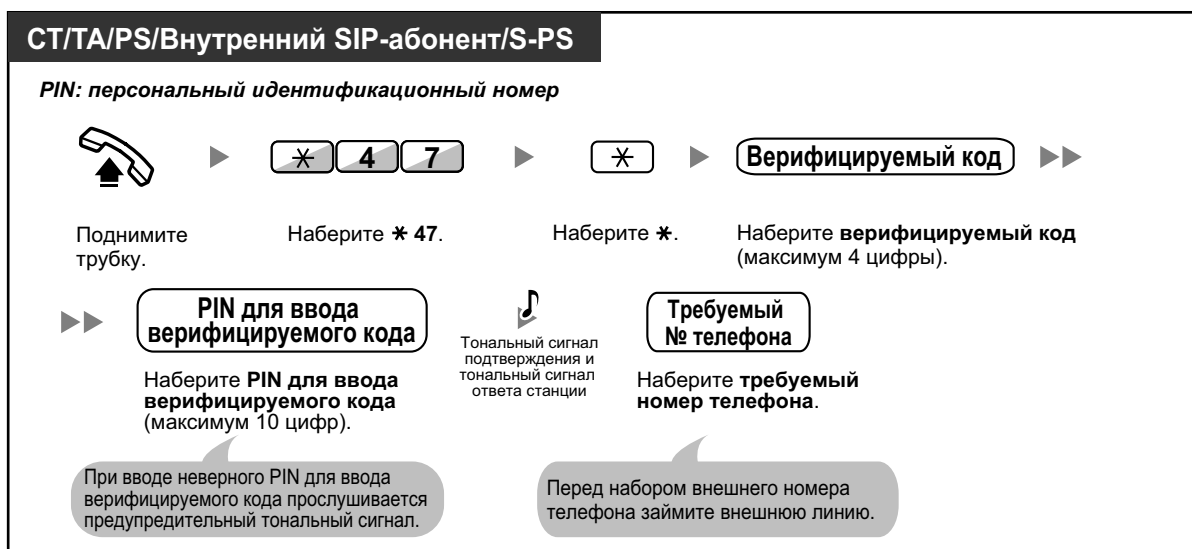 СТ/ТА/PS/Внутренний SIP-абонент/S-PS
PIN: персональный идентификационный номер
* 4 7
*
Верифицируемый код
Поднимите
трубку.
Наберите * 47.
Наберите *.
Наберите верифицируемый код
(максимум 4 цифры).
PIN для ввода
верифицируемого кода
Тональный сигнал
подтверждения и
тональный сигнал
ответа станции
Требуемый
№ телефона
Наберите PIN для ввода
верифицируемого кода
(максимум 10 цифр).
Наберите требуемый
номер телефона.
При вводе неверного PIN для ввода
верифицируемого кода прослушивается
предупредительный тональный сигнал.
Перед набором внешнего номера
телефона займите внешнюю линию.